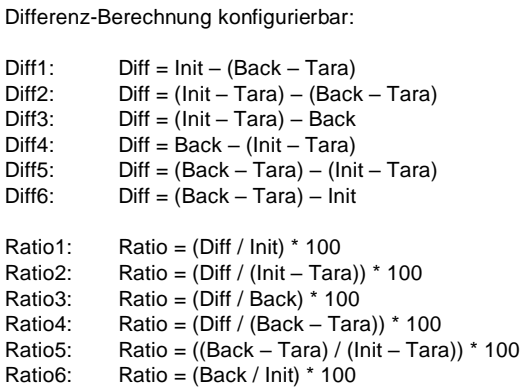 Differenz-Berechnung konfigurierbar:
Diff1: Diff = Init – (Back – Tara)
Diff2: Diff = (Init – Tara) – (Back – Tara)
Diff3: Diff = (Init – Tara) – Back
Diff4: Diff = Back – (Init – Tara)
Diff5: Diff = (Back – Tara) – (Init – Tara)
Diff6: Diff = (Back – Tara) – Init
Ratio1: Ratio = (Diff / Init) * 100
Ratio2: Ratio = (Diff / (Init – Tara)) * 100
Ratio3: Ratio = (Diff / Back) * 100
Ratio4: Ratio = (Diff / (Back – Tara)) * 100
Ratio5: Ratio = ((Back – Tara) / (Init – Tara)) * 100
Ratio6: Ratio = (Back / Init) * 100